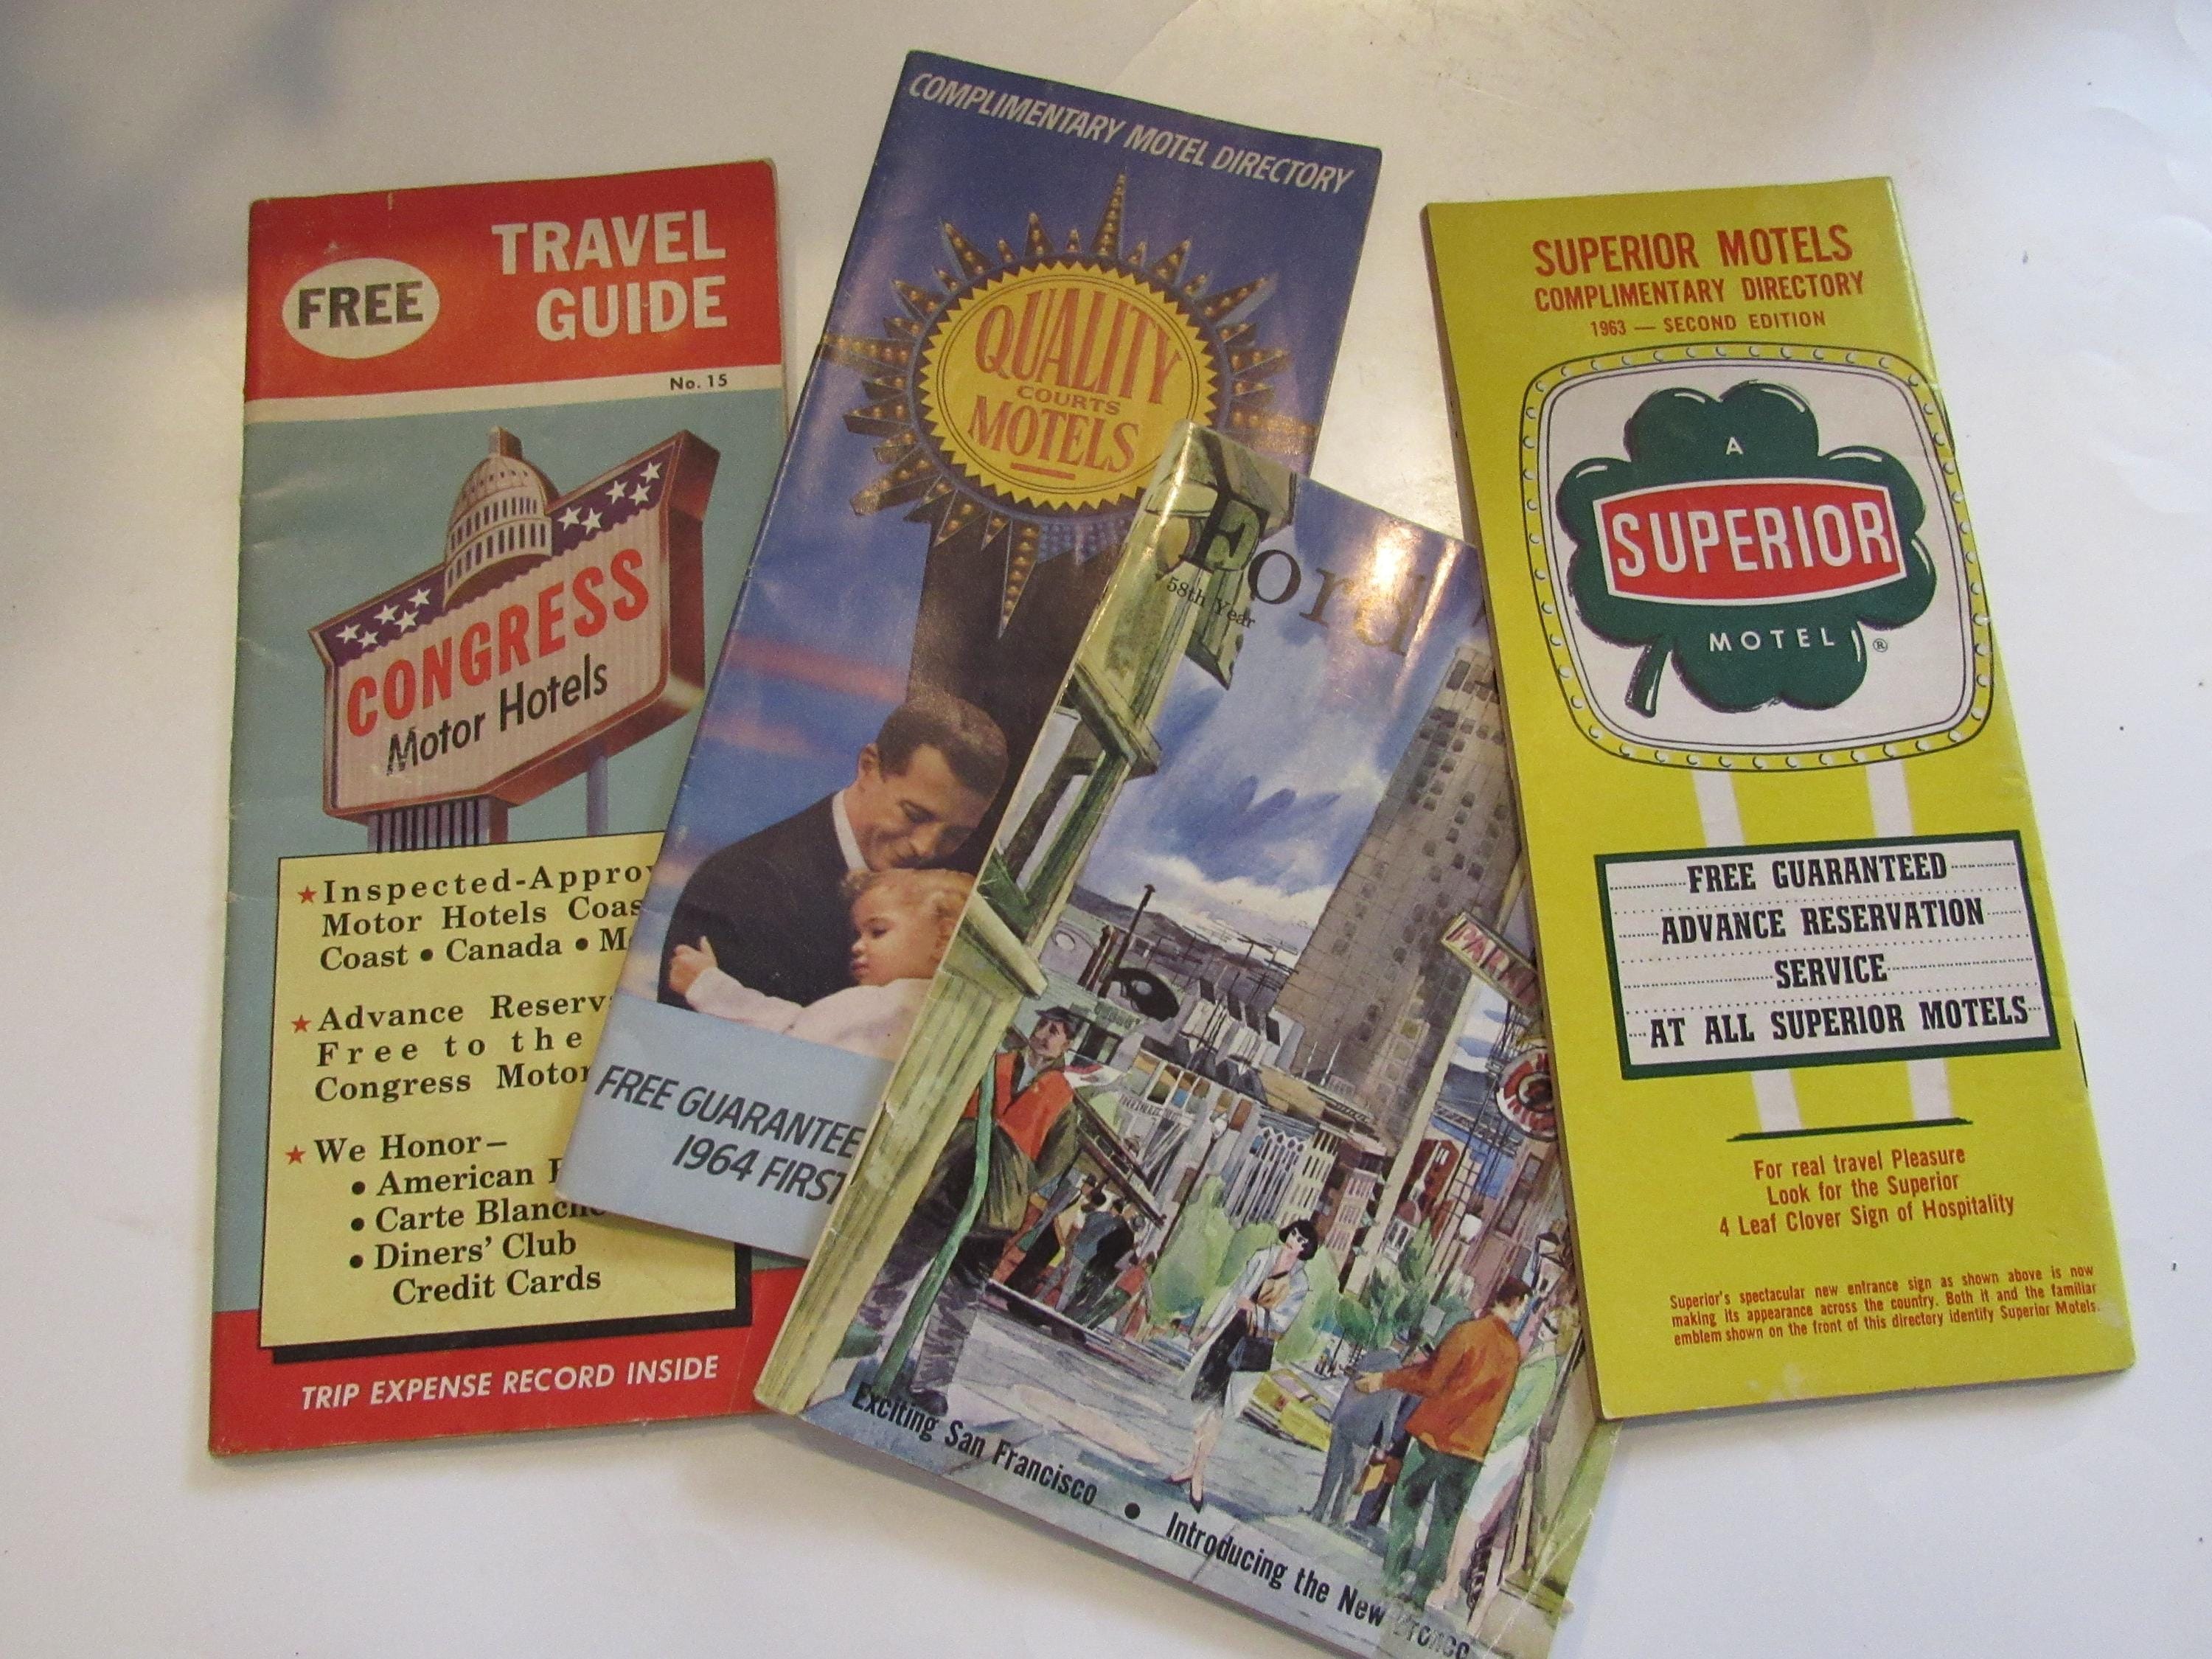 FREE
TRAVEL
GUIDE
No. 15
CONGRESS
Motor Hotels
★ Inspected-Approv
Motor Hotels Coas
Coast • Canada • M
★ Advance Reserv
Free to the
Congress Motor
★ We Honor—
• American
• Carte Blanche
• Diners' Club
Credit Cards
TRIP EXPENSE RECORD INSIDE
COMPLIMENTARY MOTEL DIRECTORY
QUALITY
COURTS
MOTELS
FREE GUARANTEE
1964 FIRST
Ford
58th Year
PARK
Exciting San Francisco • Introducing the New Bronco
SUPERIOR MOTELS
COMPLIMENTARY DIRECTORY
1963 — SECOND EDITION
A
SUPERIOR
MOTEL ®
FREE GUARANTEED
ADVANCE RESERVATION
SERVICE
AT ALL SUPERIOR MOTELS
For real travel Pleasure
Look for the Superior
4 Leaf Clover Sign of Hospitality
Superior's spectacular new entrance sign as shown above is now
making its appearance across the country. Both it and the familiar
emblem shown on the front of this directory identify Superior Motels.